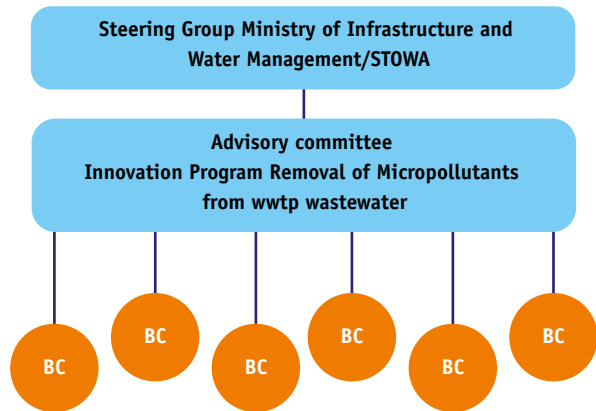 Steering Group Ministry of Infrastructure and
Water Management/STOWA
Advisory committee
Innovation Program Removal of Micropollutants
from wwtp wastewater
BC
BC
BC
BC
BC
BC